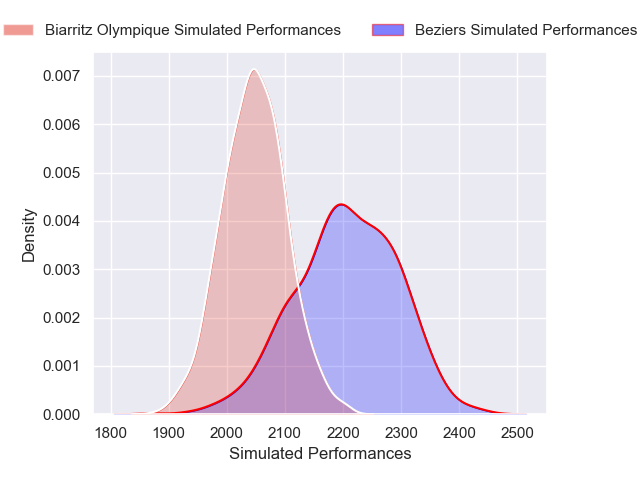 Biarritz Olympique Simulated Performances
Beziers Simulated Performances
0.007
0.006
0.005
0.004
0.003
0.002
0.001
0.000
Density
1800 1900 2000 2100 2200 2300 2400 2500
Simulated Performances